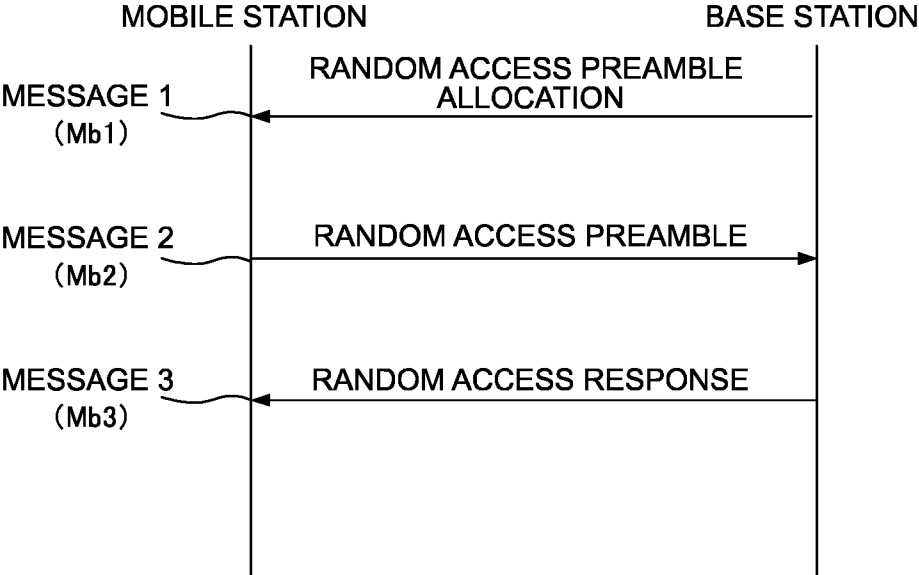 MOBILE STATION
BASE STATION
RANDOM ACCESS PREAMBLE
ALLOCATION
MESSAGE 1
(Mb1)
RANDOM ACCESS PREAMBLE
MESSAGE 2
(Mb2)
RANDOM ACCESS RESPONSE
MESSAGE 3
(Mb3)